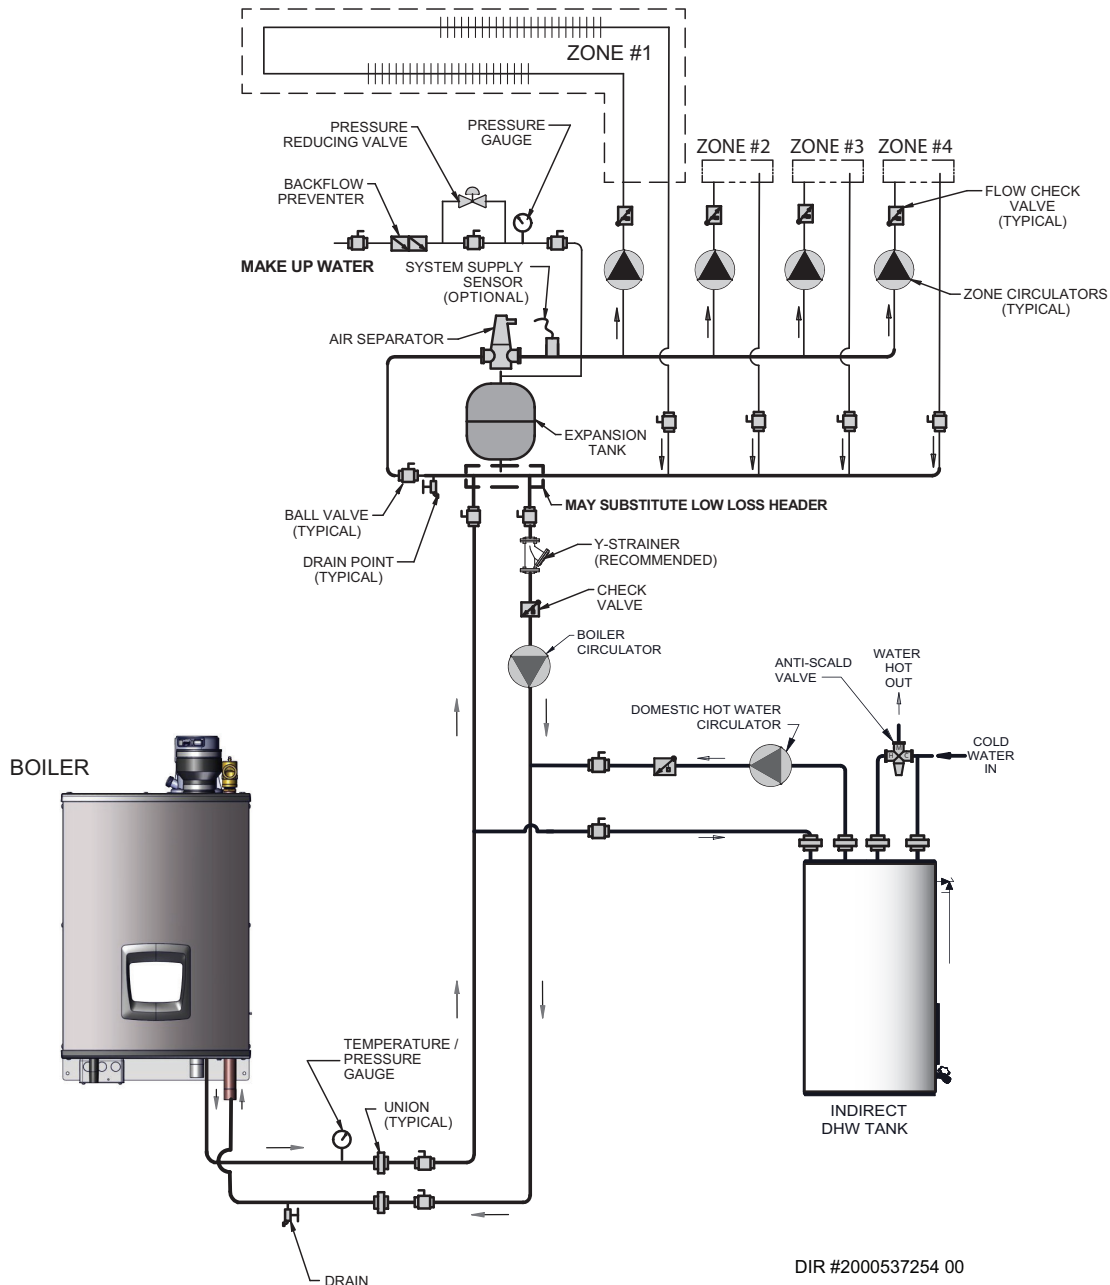 ZONE #1
PRESSURE
REDUCING VALVE
PRESSURE
GAUGE
ZONE #2
ZONE #3
ZONE #4
BACKFLOW
PREVENTER
FLOW CHECK
VALVE
(TYPICAL)
MAKE UP WATER
SYSTEM SUPPLY
SENSOR
(OPTIONAL)
ZONE CIRCULATORS
(TYPICAL)
AIR SEPARATOR
EXPANSION
TANK
MAY SUBSTITUTE LOW LOSS HEADER
BALL VALVE
(TYPICAL)
DRAIN POINT
(TYPICAL)
Y-STRAINER
(RECOMMENDED)
CHECK
VALVE
BOILER
CIRCULATOR
WATER
HOT
OUT
ANTI-SCALD
VALVE
DOMESTIC HOT WATER
CIRCULATOR
COLD
WATER
IN
BOILER
TEMPERATURE /
PRESSURE
GAUGE
UNION
(TYPICAL)
INDIRECT
DHW TANK
DRAIN
DIR #2000537254 00